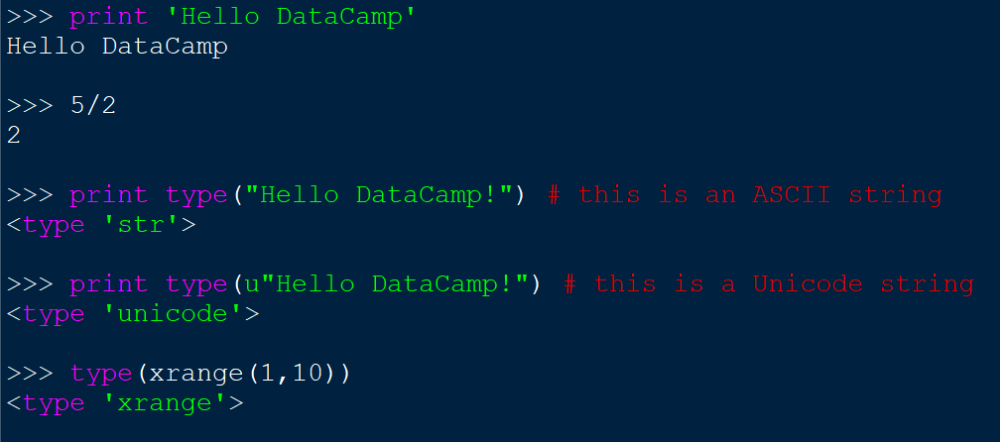 >>> print 'Hello DataCamp'
Hello DataCamp
>>> 5/2
2
>>> print type("Hello DataCamp!") # this is an ASCII string
<type 'str'>
>>> print type(u"Hello DataCamp!") # this is a Unicode string
<type 'unicode'>
>>> type(xrange(1,10))
<type 'xrange'>